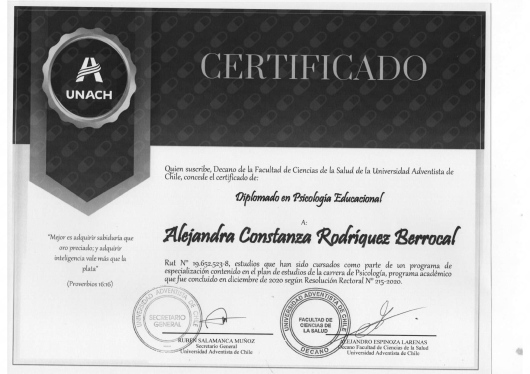 UNACH
CERTIFICADO
Quien suscribe, Decano de la Facultad de Ciencias de la Salud de la Universidad Adventista de
Chile, concede el certificado de:
Diplomado en Psicología Educacional
A:
Alejandra Constanza Rodríquez Berrocal
"Mejor es adquirir sabiduría que
oro preciado; y adquirir
inteligencia vale más que la
plata"
(Proverbios 16:16)
Rut N° 19.652.523-8, estudios que han sido cursados como parte de un programa de
especialización contenido en el plan de estudios de la carrera de Psicología, programa académico
que fue concluido en diciembre de 2020 según Resolución Rectoral N° 215-2020.
UNIVERSIDAD ADVENTISTA DE CHILE
SECRETARIO
GENERAL
RUBÉN SALAMANCA MUÑOZ
Secretario General
Universidad Adventista de Chile
UNIVERSIDAD ADVENTISTA DE CHILE
FACULTAD DE
CIENCIAS DE
LA SALUD
DECANO
ALEJANDRO ESPINOZA LARENAS
Decano Facultad de Ciencias de la Salud
Universidad Adventista de Chile